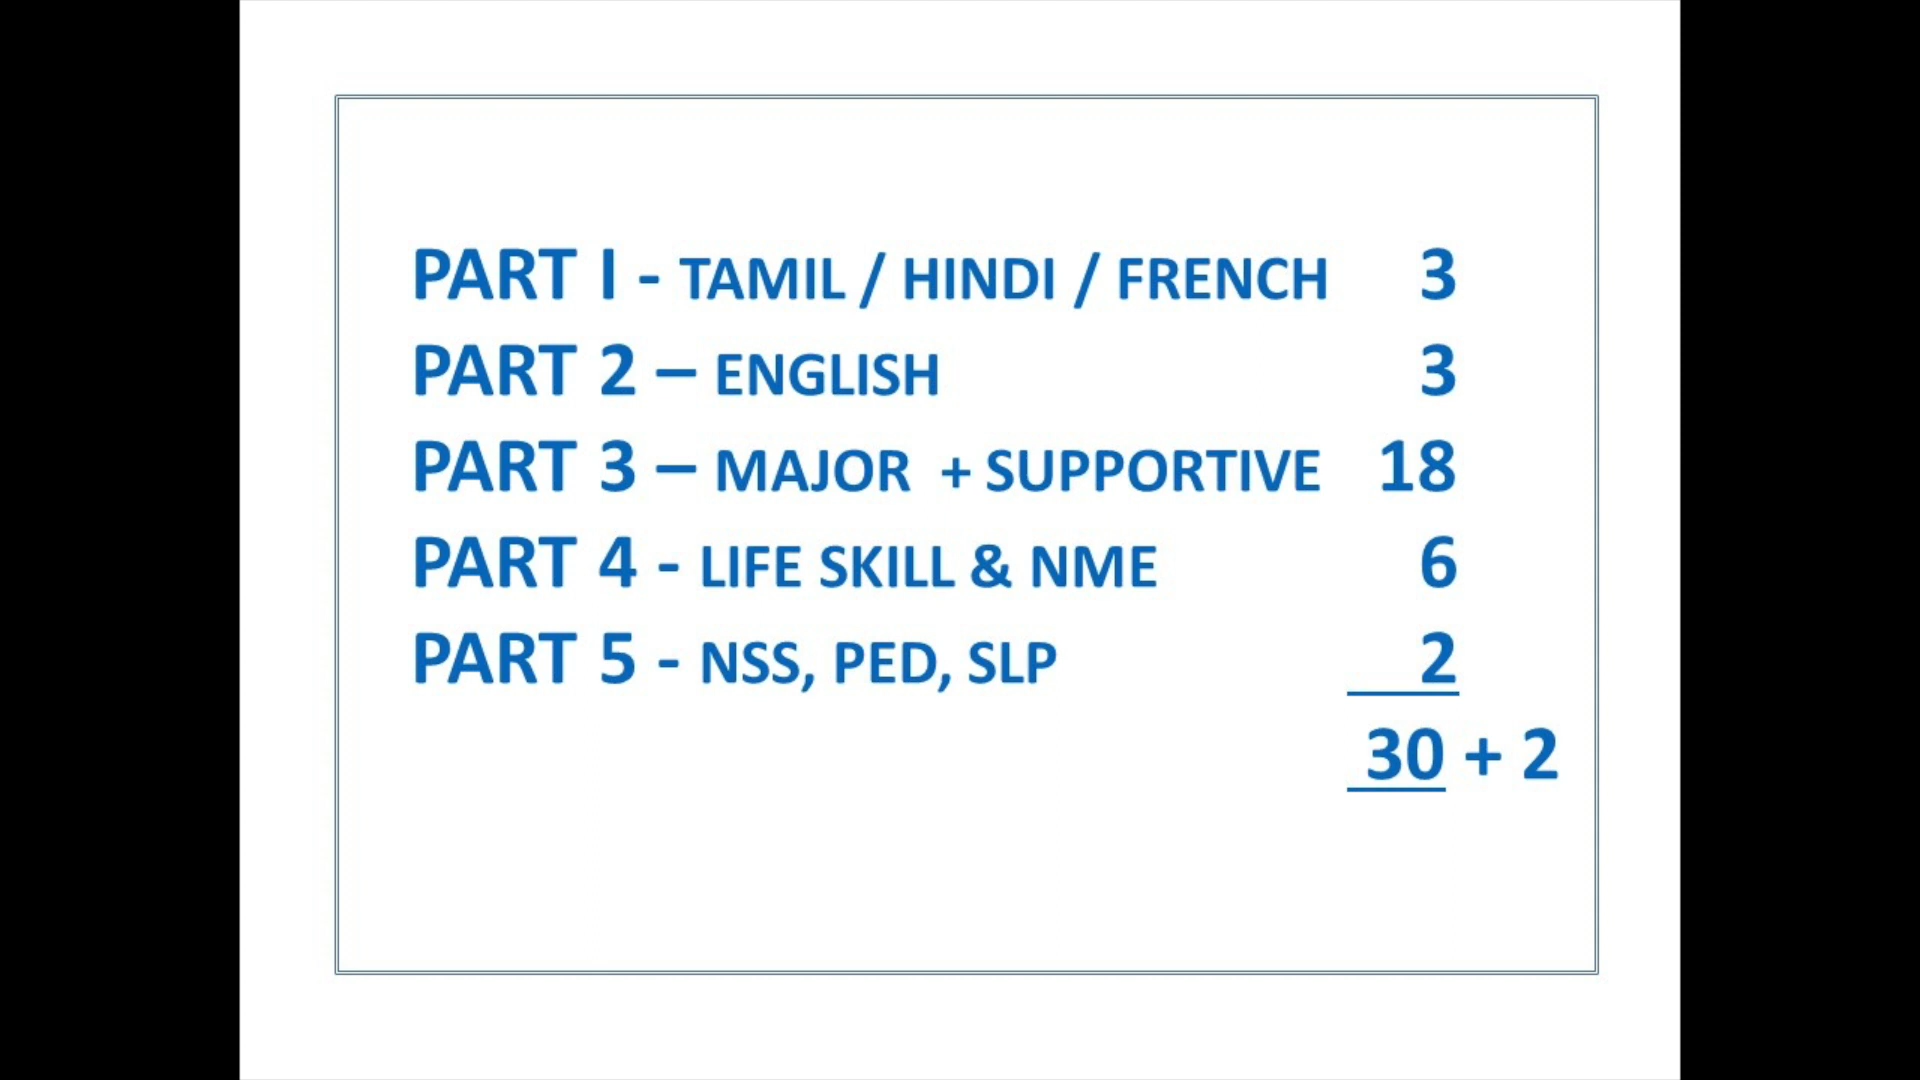 PART I - TAMIL / HINDI / FRENCH 3
PART 2 – ENGLISH 3
PART 3 – MAJOR + SUPPORTIVE 18
PART 4 - LIFE SKILL & NME 6
PART 5 - NSS, PED, SLP 2
30 + 2